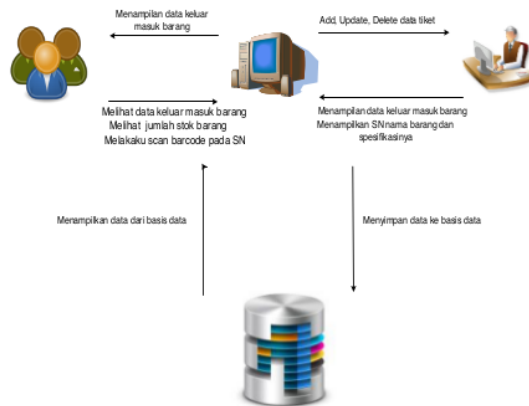 Menampilan data keluar
masuk barang
Add, Update, Delete data tiket
Melihat data keluar masuk barang
Melihat jumlah stok barang
Melakaku scan barcode pada SN
Menampilan data keluar masuk barang
Menampilkan SN nama barang dan
spesifikasinya
Menampilkan data dari basis data
Menyimpan data ke basis data